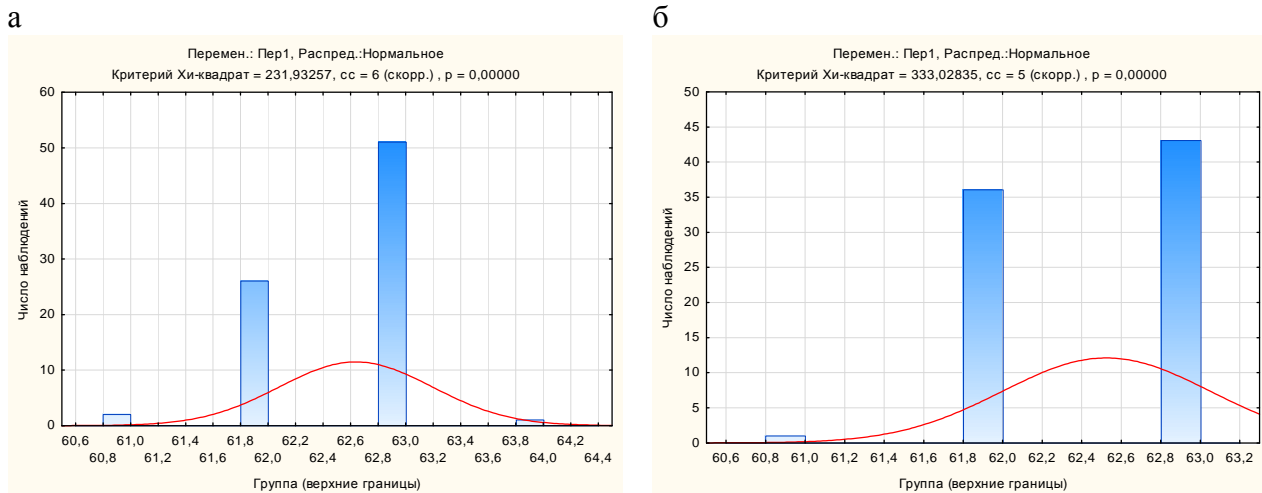 а
Перемен.: Пер1, Распред.:Нормальное
Критерий Хи-квадрат = 231,93257, сс = 6 (скорр.) , p = 0,00000
Число наблюдений
60
50
40
30
20
10
0
60,6 61,0 61,4 61,8 62,2 62,6 63,0 63,4 63,8 64,2
60,8 61,2 61,6 62,0 62,4 62,8 63,2 63,6 64,0 64,4
Группа (верхние границы)
б
Перемен.: Пер1, Распред.:Нормальное
Критерий Хи-квадрат = 333,02835, сс = 5 (скорр.) , p = 0,00000
Число наблюдений
50
45
40
35
30
25
20
15
10
5
0
60,6 60,8 61,0 61,2 61,4 61,6 61,8 62,0 62,2 62,4 62,6 62,8 63,0 63,2
Группа (верхние границы)